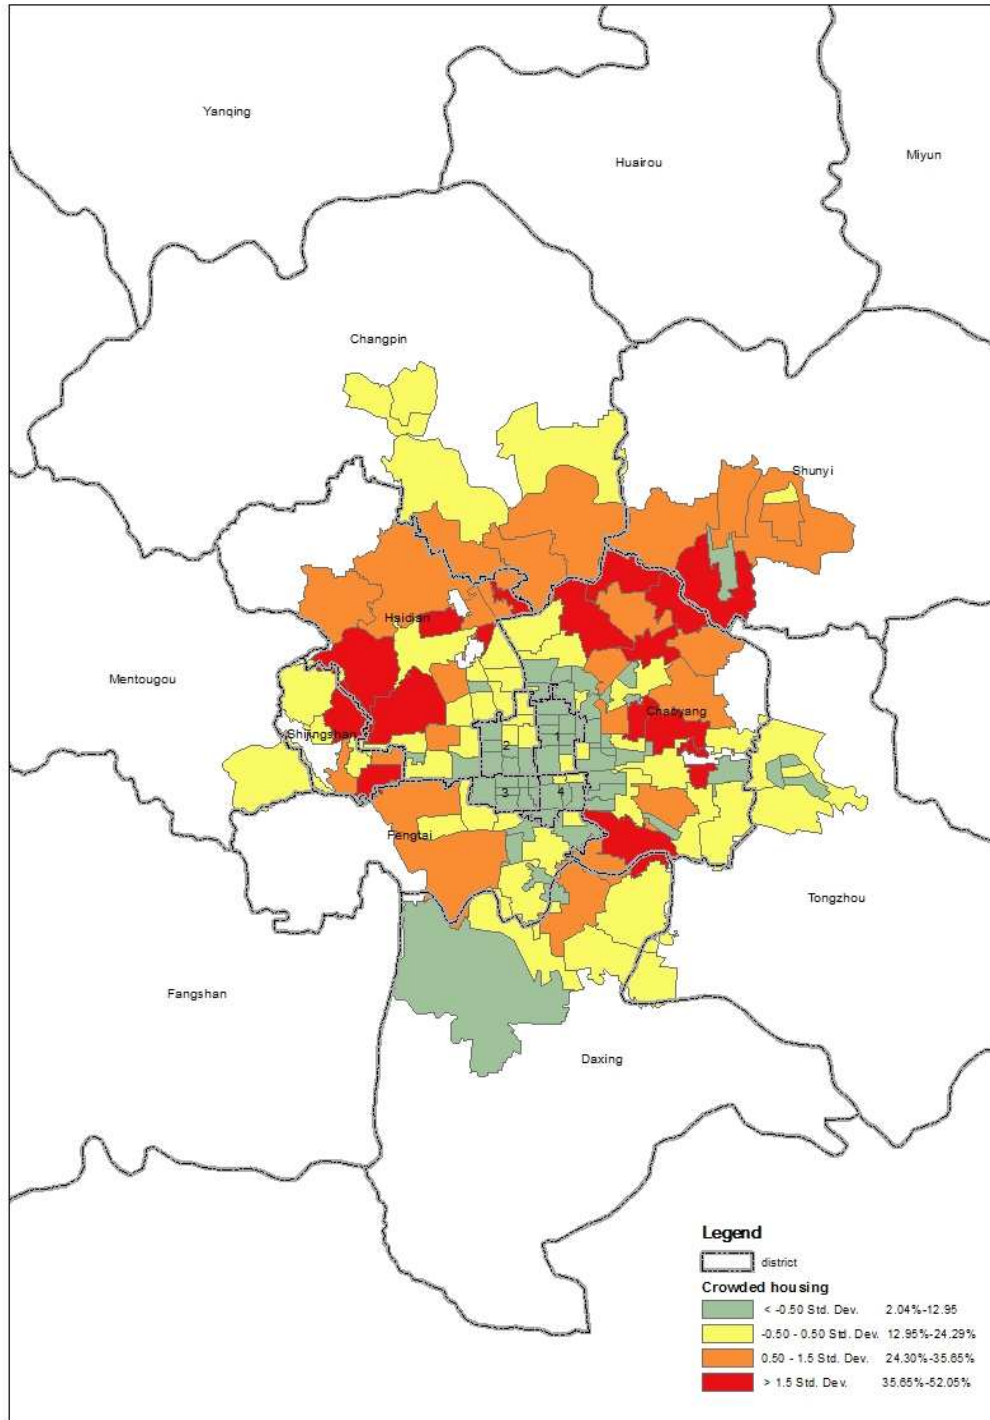 Yanqing
Huairou
Miyun
Changpin
Shunyi
Hsidian
Mentougou
Chaoyang
Shijingshan
2
1
3
4
Fengtai
Tongzhou
Fangshan
Daxing
Legend
district
Crowded housing
< -0.50 Std. Dev. 2.04%-12.95
-0.50 - 0.50 Std. Dev. 12.95%-24.29%
0.50 - 1.5 Std. Dev. 24.30%-35.65%
> 1.5 Std. Dev. 35.65%-52.05%